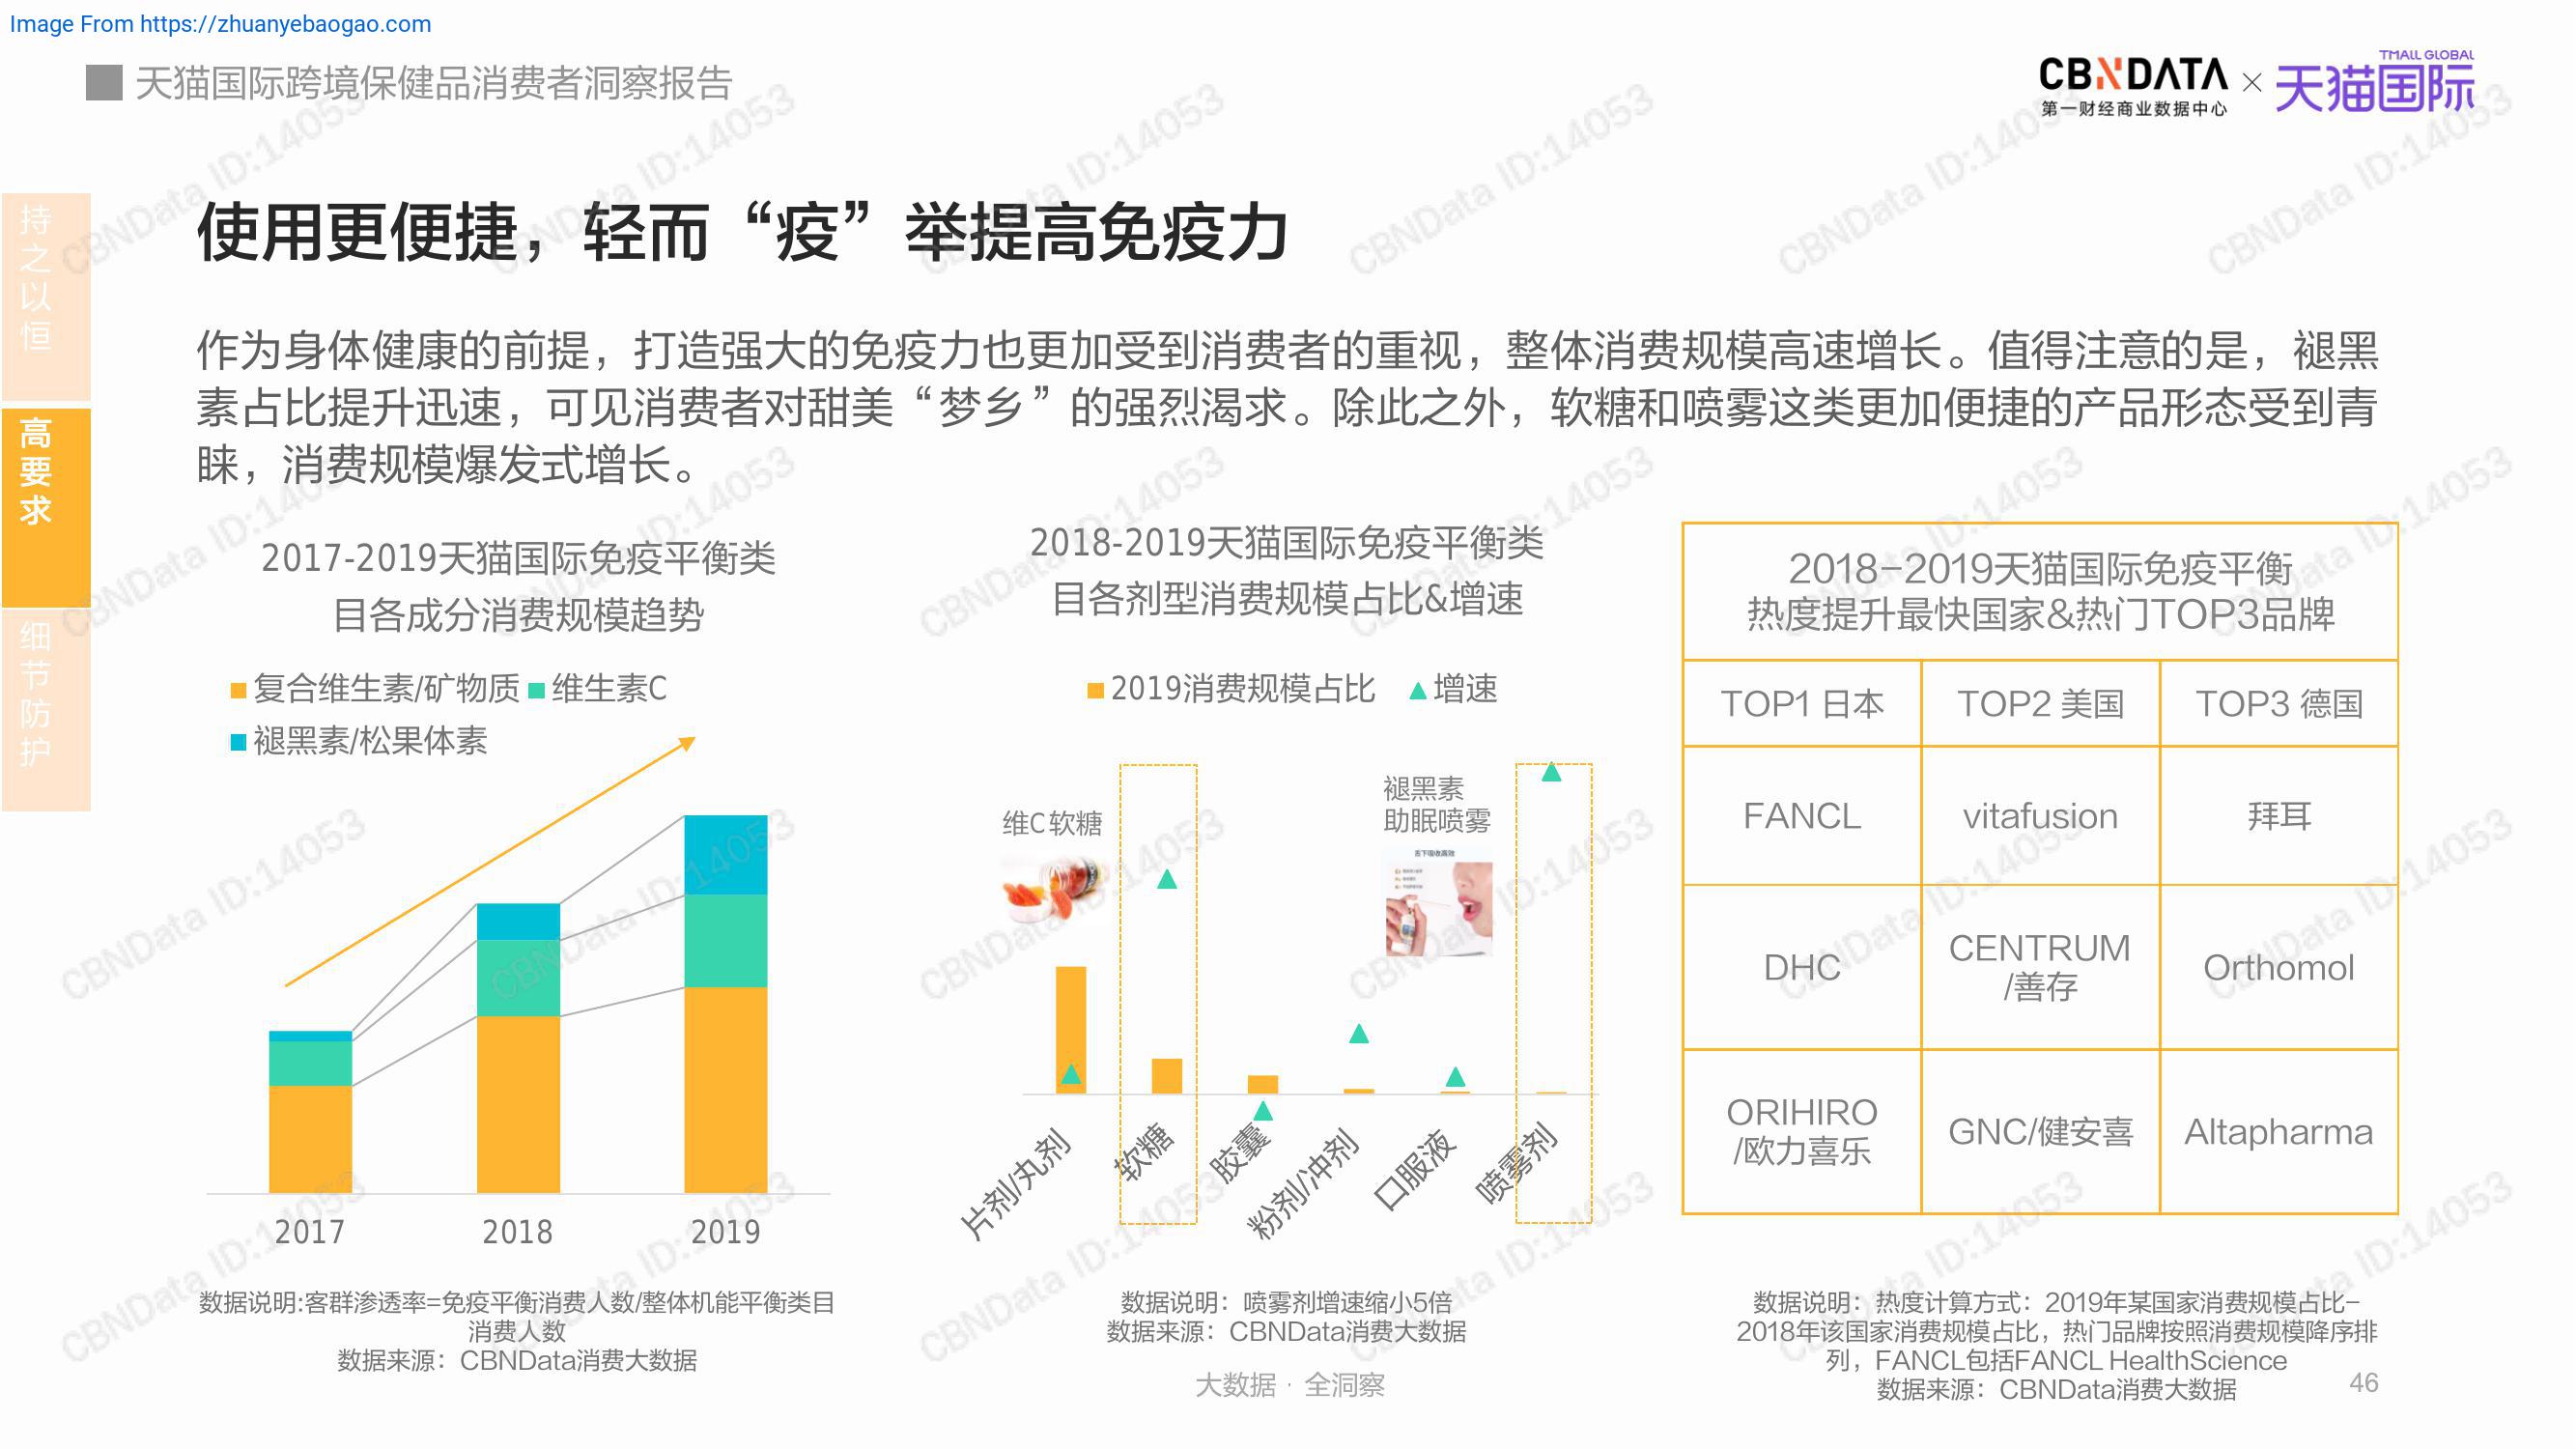 Image From https://zhuanyebaogao.com
天猫国际跨境保健品消费者洞察报告
CBNDATA
第一财经商业数据中心
×
TMALL GLOBAL
天猫国际
持之以恒
高要求
细节防护
使用更便捷，轻而“疫”举提高免疫力
作为身体健康的前提，打造强大的免疫力也更加受到消费者的重视，整体消费规模高速增长。值得注意的是，褪黑
素占比提升迅速，可见消费者对甜美“梦乡”的强烈渴求。除此之外，软糖和喷雾这类更加便捷的产品形态受到青
睐，消费规模爆发式增长。
2017-2019天猫国际免疫平衡类
目各成分消费规模趋势
复合维生素/矿物质 维生素C
褪黑素/松果体素
2017 2018 2019
数据说明:客群渗透率=免疫平衡消费人数/整体机能平衡类目
消费人数
数据来源：CBNData消费大数据
2018-2019天猫国际免疫平衡类
目各剂型消费规模占比&增速
2019消费规模占比 增速
维C软糖
褪黑素
助眠喷雾
舌下吸收高效
片剂/丸剂 软糖 胶囊 粉剂/冲剂 口服液 喷雾剂
数据说明：喷雾剂增速缩小5倍
数据来源：CBNData消费大数据
2018-2019天猫国际免疫平衡
热度提升最快国家&热门TOP3品牌
TOP1 日本 TOP2 美国 TOP3 德国
FANCL vitafusion 拜耳
DHC CENTRUM/善存 Orthomol
ORIHIRO/欧力喜乐 GNC/健安喜 Altapharma
数据说明：热度计算方式：2019年某国家消费规模占比-
2018年该国家消费规模占比，热门品牌按照消费规模降序排
列，FANCL包括FANCL HealthScience
数据来源：CBNData消费大数据
大数据 · 全洞察
46
CBNData ID:14053